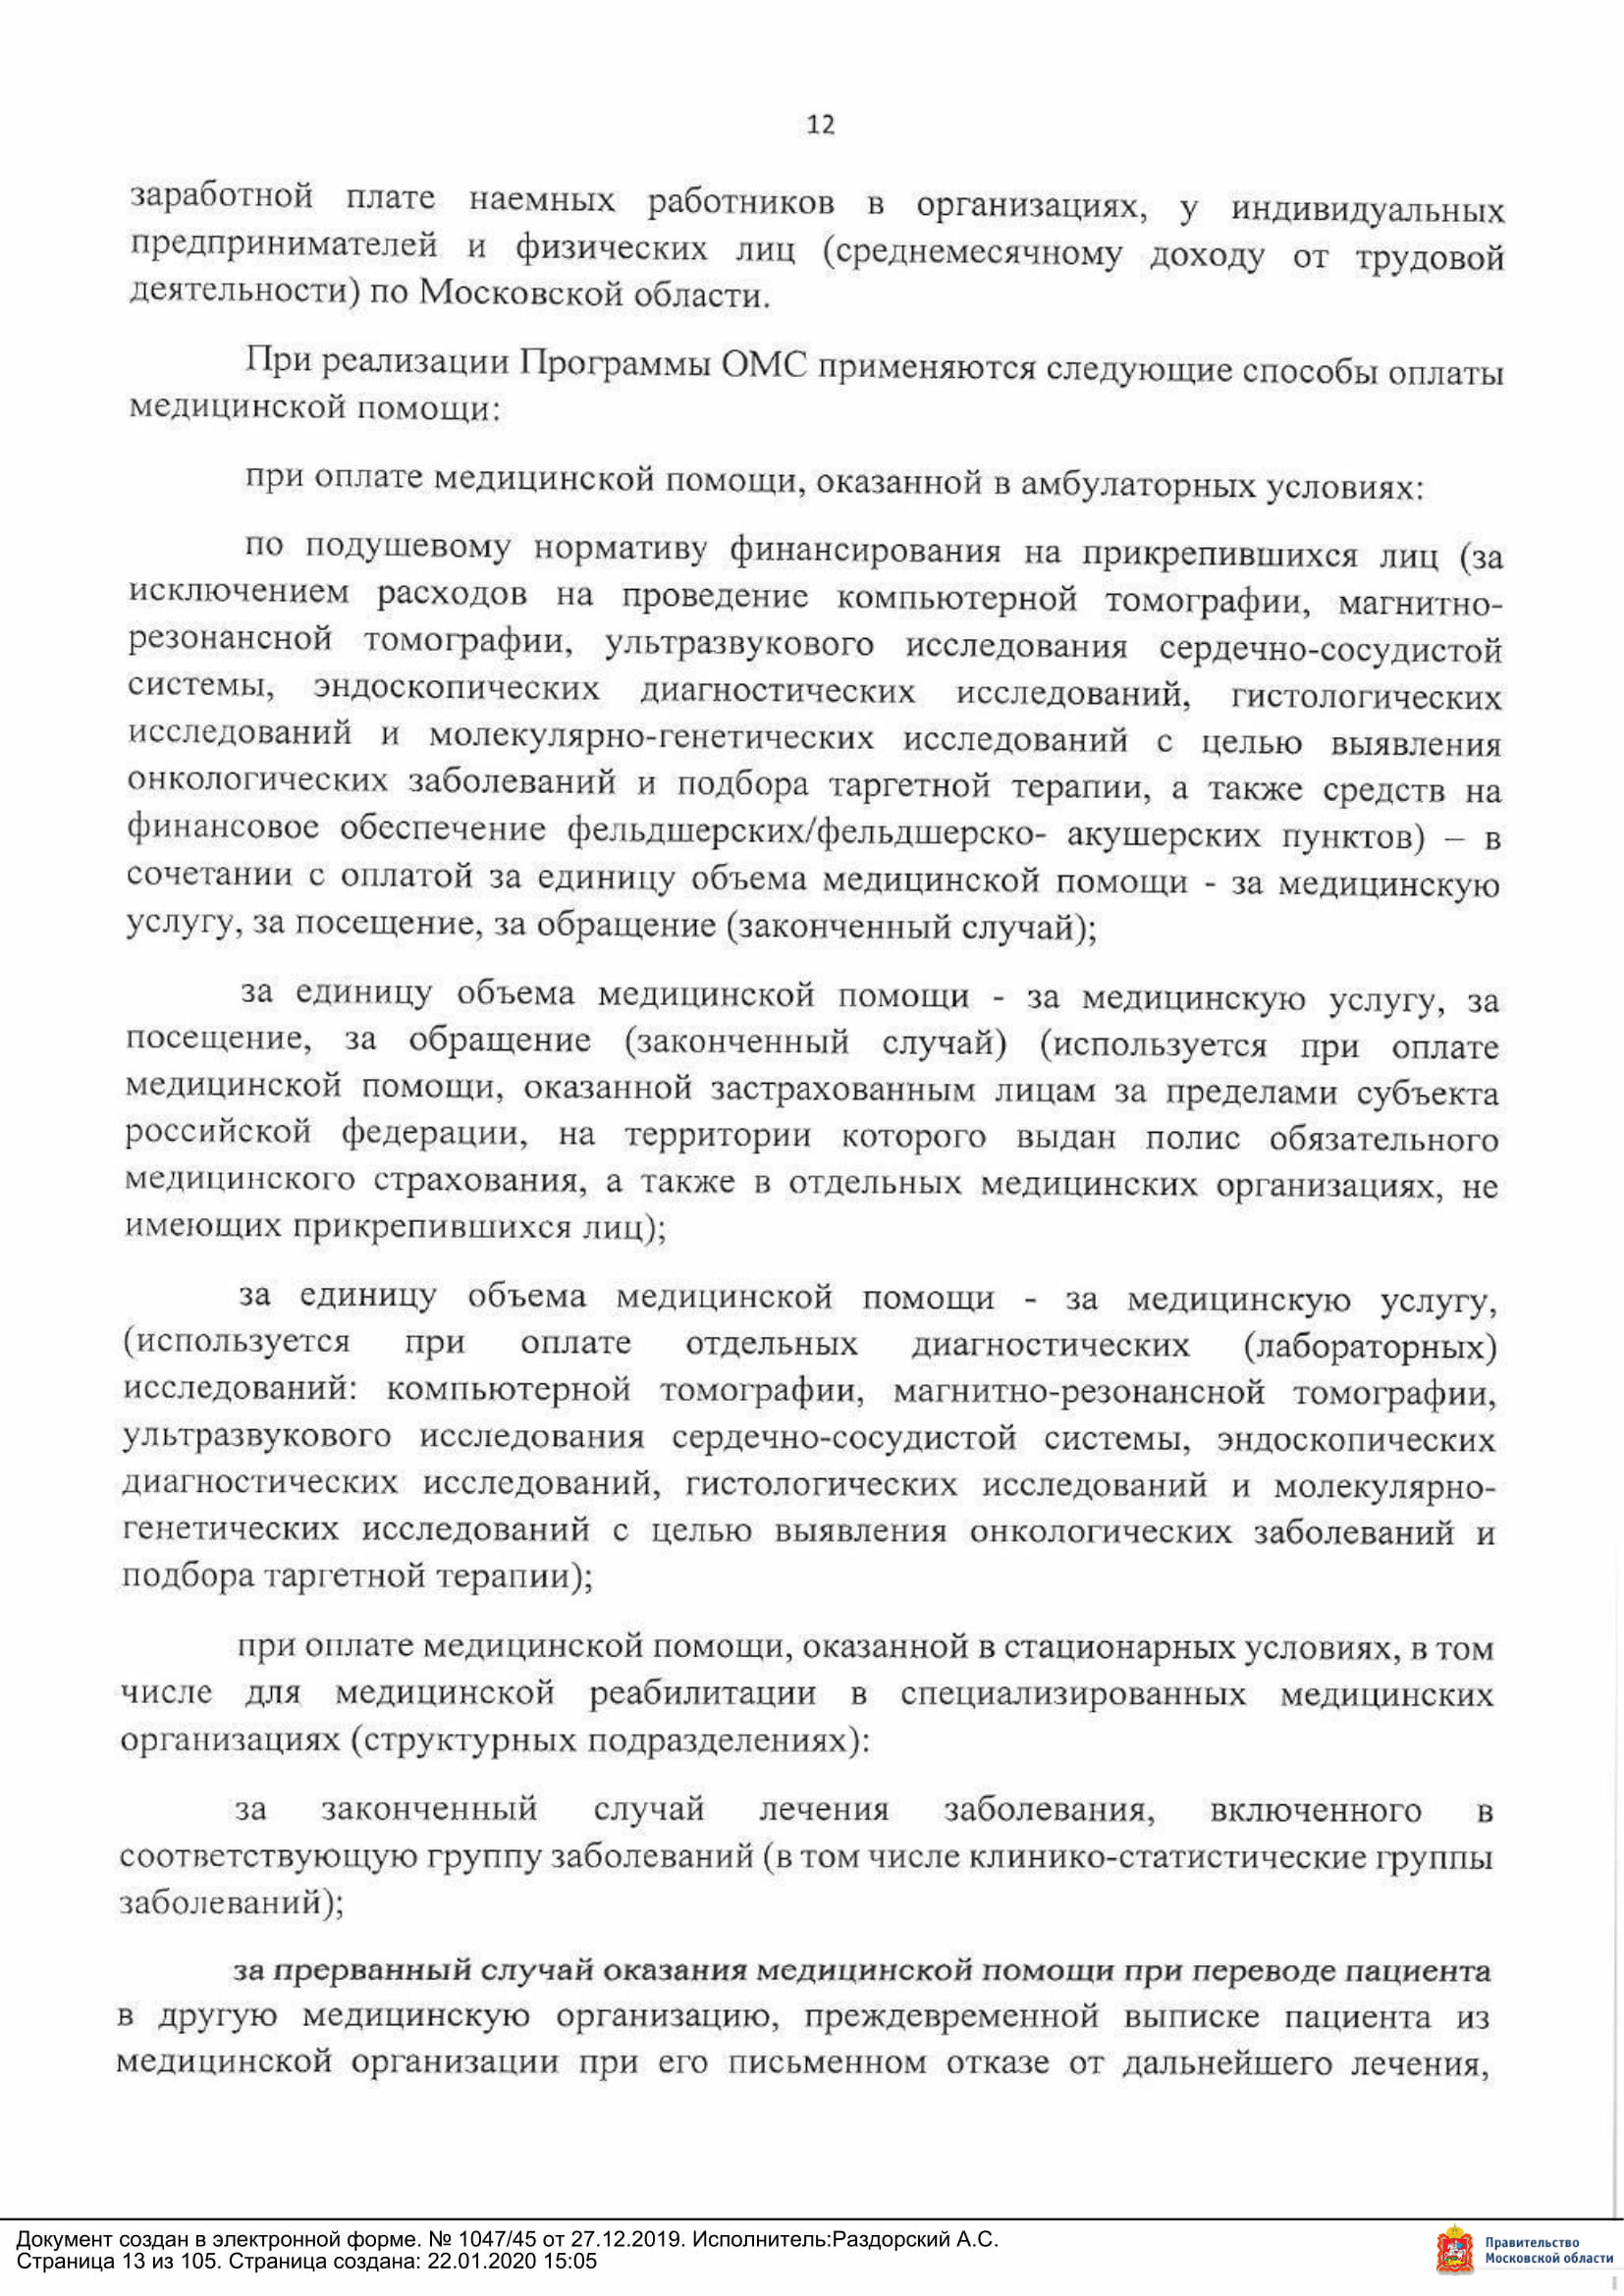 12
заработной плате наемных работников в организациях, у индивидуальных
предпринимателей и физических лиц (среднемесячному доходу от трудовой
деятельности) по Московской области.
При реализации Программы ОМС применяются следующие способы оплаты
медицинской помощи:
при оплате медицинской помощи, оказанной в амбулаторных условиях:
по подушевому нормативу финансирования на прикрепившихся лиц (за
исключением расходов на проведение компьютерной томографии, магнитно-
резонансной томографии, ультразвукового исследования сердечно-сосудистой
системы, эндоскопических диагностических исследований, гистологических
исследований и молекулярно-генетических исследований с целью выявления
онкологических заболеваний и подбора таргетной терапии, а также средств на
финансовое обеспечение фельдшерских/фельдшерско- акушерских пунктов) – в
сочетании с оплатой за единицу объема медицинской помощи - за медицинскую
услугу, за посещение, за обращение (законченный случай);
за единицу объема медицинской помощи - за медицинскую услугу, за
посещение, за обращение (законченный случай) (используется при оплате
медицинской помощи, оказанной застрахованным лицам за пределами субъекта
российской федерации, на территории которого выдан полис обязательного
медицинского страхования, а также в отдельных медицинских организациях, не
имеющих прикрепившихся лиц);
за единицу объема медицинской помощи - за медицинскую услугу,
(используется при оплате отдельных диагностических (лабораторных)
исследований: компьютерной томографии, магнитно-резонансной томографии,
ультразвукового исследования сердечно-сосудистой системы, эндоскопических
диагностических исследований, гистологических исследований и молекулярно-
генетических исследований с целью выявления онкологических заболеваний и
подбора таргетной терапии);
при оплате медицинской помощи, оказанной в стационарных условиях, в том
числе для медицинской реабилитации в специализированных медицинских
организациях (структурных подразделениях):
за законченный случай лечения заболевания, включенного в
соответствующую группу заболеваний (в том числе клинико-статистические группы
заболеваний);
за прерванный случай оказания медицинской помощи при переводе пациента
в другую медицинскую организацию, преждевременной выписке пациента из
медицинской организации при его письменном отказе от дальнейшего лечения,
Документ создан в электронной форме. № 1047/45 от 27.12.2019. Исполнитель:Раздорский А.С.
Страница 13 из 105. Страница создана: 22.01.2020 15:05
Правительство
Московской области